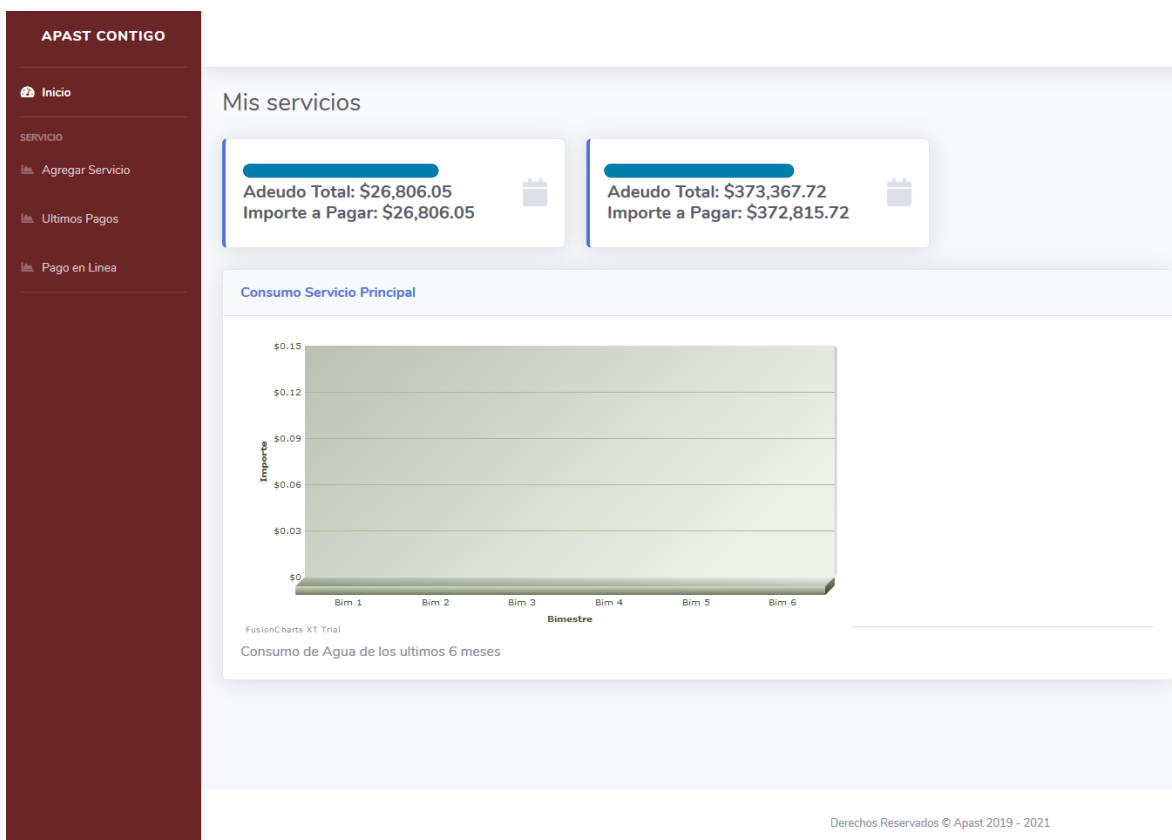 APAST CONTIGO
Inicio
SERVICIO
Agregar Servicio
Ultimos Pagos
Pago en Linea
Mis servicios
Adeudo Total: $26,806.05
Importe a Pagar: $26,806.05
Adeudo Total: $373,367.72
Importe a Pagar: $372,815.72
Consumo Servicio Principal
$0.15
$0.12
$0.09
$0.06
$0.03
$0
Importe
Bim 1 Bim 2 Bim 3 Bim 4 Bim 5 Bim 6
Bimestre
FusionCharts XT Trial
Consumo de Agua de los ultimos 6 meses
Derechos Reservados © Apast 2019 - 2021